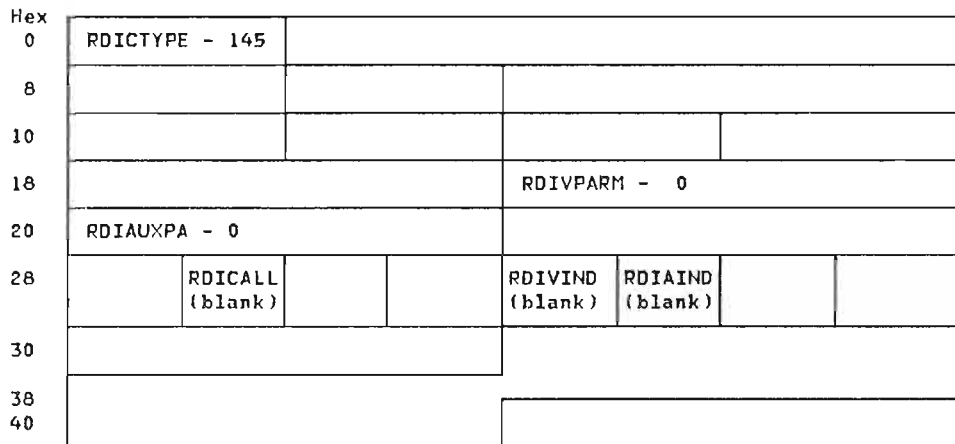 Hex
0 RDICTYPE - 145
8
10
18 RDIVPARM - 0
20 RDIAUXPA - 0
28 RDICALL RDIVIND RDIAIND
(blank) (blank) (blank)
30
38
40